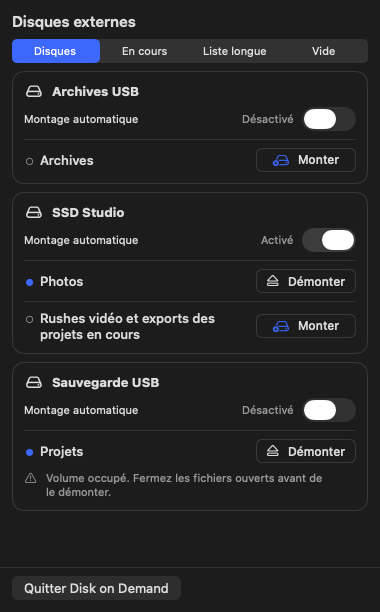 Disques externes
Disques
En cours
Liste longue
Vide
Archives USB
Montage automatique
Désactivé
Archives
Monter
SSD Studio
Montage automatique
Activé
Photos
Démonter
Rushes vidéo et exports des
projets en cours
Monter
Sauvegarde USB
Montage automatique
Désactivé
Projets
Démonter
Volume occupé. Fermez les fichiers ouverts avant de
le démonter.
Quitter Disk on Demand